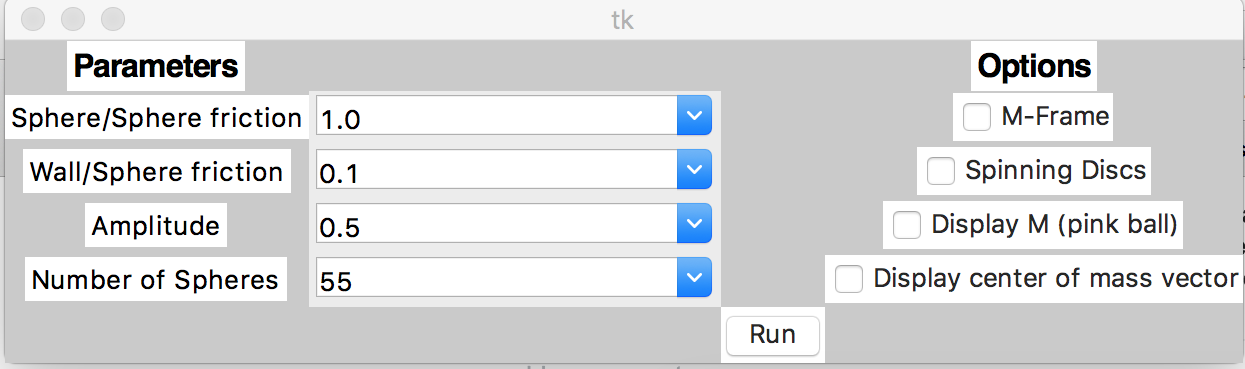 tk
Parameters
Options
Sphere/Sphere friction
1.0
M-Frame
Wall/Sphere friction
0.1
Spinning Discs
Amplitude
0.5
Display M (pink ball)
Number of Spheres
55
Display center of mass vector
Run